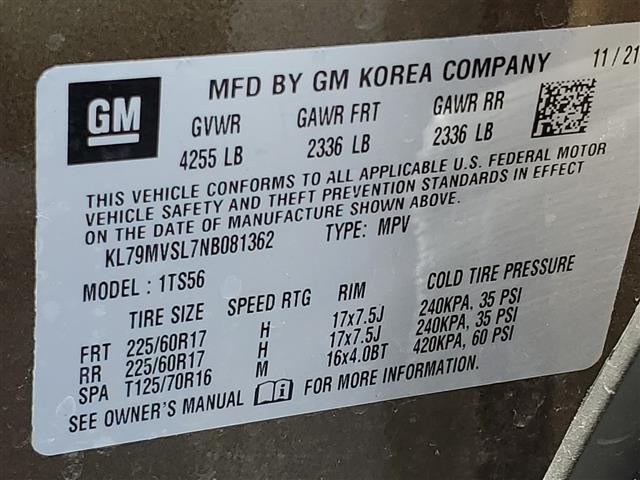 GM
MFD BY GM KOREA COMPANY 11/21
GVWR GAWR FRT GAWR RR
4255 LB 2336 LB 2336 LB
THIS VEHICLE CONFORMS TO ALL APPLICABLE U.S. FEDERAL MOTOR
VEHICLE SAFETY AND THEFT PREVENTION STANDARDS IN EFFECT
ON THE DATE OF MANUFACTURE SHOWN ABOVE.
KL79MVSL7NB081362 TYPE: MPV
MODEL : 1TS56
TIRE SIZE SPEED RTG RIM COLD TIRE PRESSURE
FRT 225/60R17 H 17x7.5J 240KPA, 35 PSI
RR 225/60R17 H 17x7.5J 240KPA, 35 PSI
SPA T125/70R16 M 16x4.0BT 420KPA, 60 PSI
SEE OWNER'S MANUAL i FOR MORE INFORMATION.